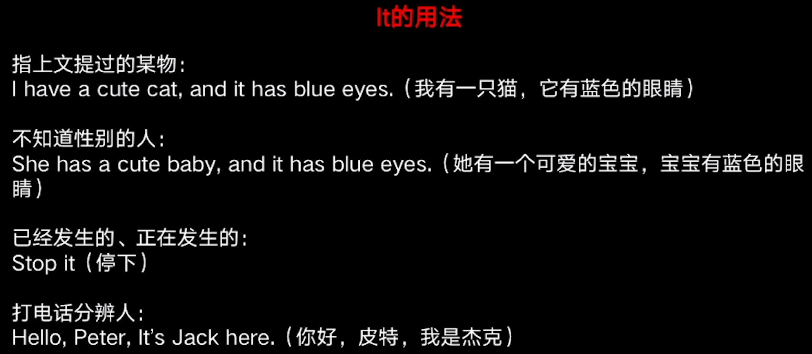 It的用法
指上文提过的某物：
I have a cute cat, and it has blue eyes.（我有一只猫，它有蓝色的眼睛）
不知道性别的人：
She has a cute baby, and it has blue eyes.（她有一个可爱的宝宝，宝宝有蓝色的眼
睛）
已经发生的、正在发生的：
Stop it（停下）
打电话分辨人：
Hello, Peter, It's Jack here.（你好，皮特，我是杰克）